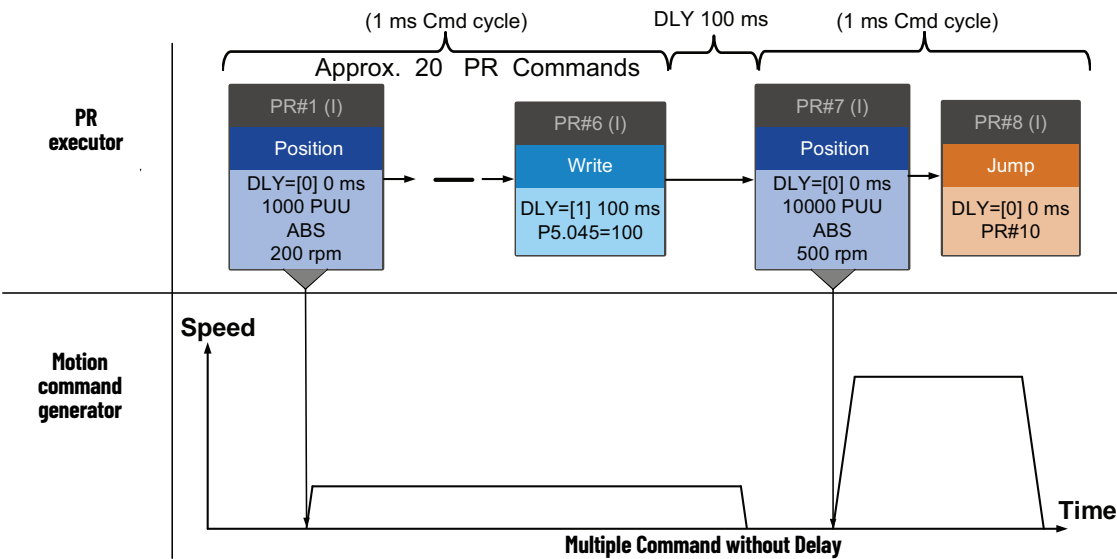 (1 ms Cmd cycle)
DLY 100 ms
(1 ms Cmd cycle)
Approx. 20 PR Commands
PR
executor
PR#1 (I)
Position
DLY=[0] 0 ms
1000 PUU
ABS
200 rpm
PR#6 (I)
Write
DLY=[1] 100 ms
P5.045=100
PR#7 (I)
Position
DLY=[0] 0 ms
10000 PUU
ABS
500 rpm
PR#8 (I)
Jump
DLY=[0] 0 ms
PR#10
Motion
command
generator
Speed
Time
Multiple Command without Delay